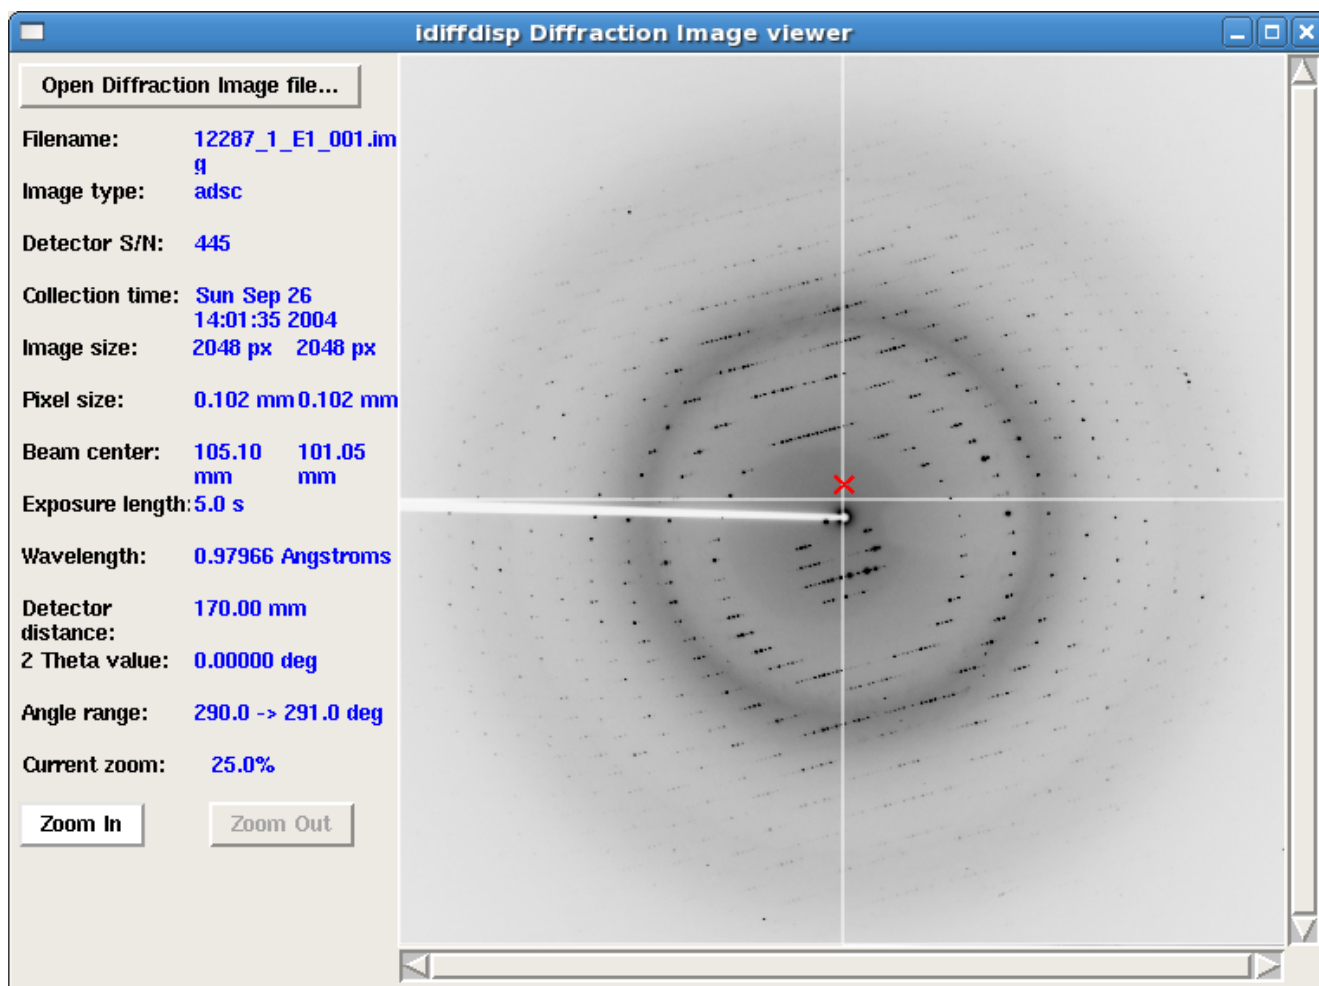 idiffdisp Diffraction Image viewer
Open Diffraction Image file...
Filename: 12287_1_E1_001.im
g
Image type: adsc
Detector S/N: 445
Collection time: Sun Sep 26
14:01:35 2004
Image size: 2048 px 2048 px
Pixel size: 0.102 mm 0.102 mm
Beam center: 105.10 101.05
mm mm
Exposure length: 5.0 s
Wavelength: 0.97966 Angstroms
Detector 170.00 mm
distance:
2 Theta value: 0.00000 deg
Angle range: 290.0 -> 291.0 deg
Current zoom: 25.0%
Zoom In Zoom Out